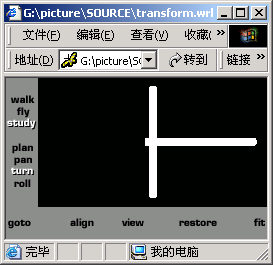 G:\picture\SOURCE\transform.wrl
文件(F) 编辑(E) 查看(V) 收藏(
地址(D) G:\picture\S 转到 链接 »
walk
fly
study
plan
pan
turn
roll
goto align view restore fit
完毕 我的电脑